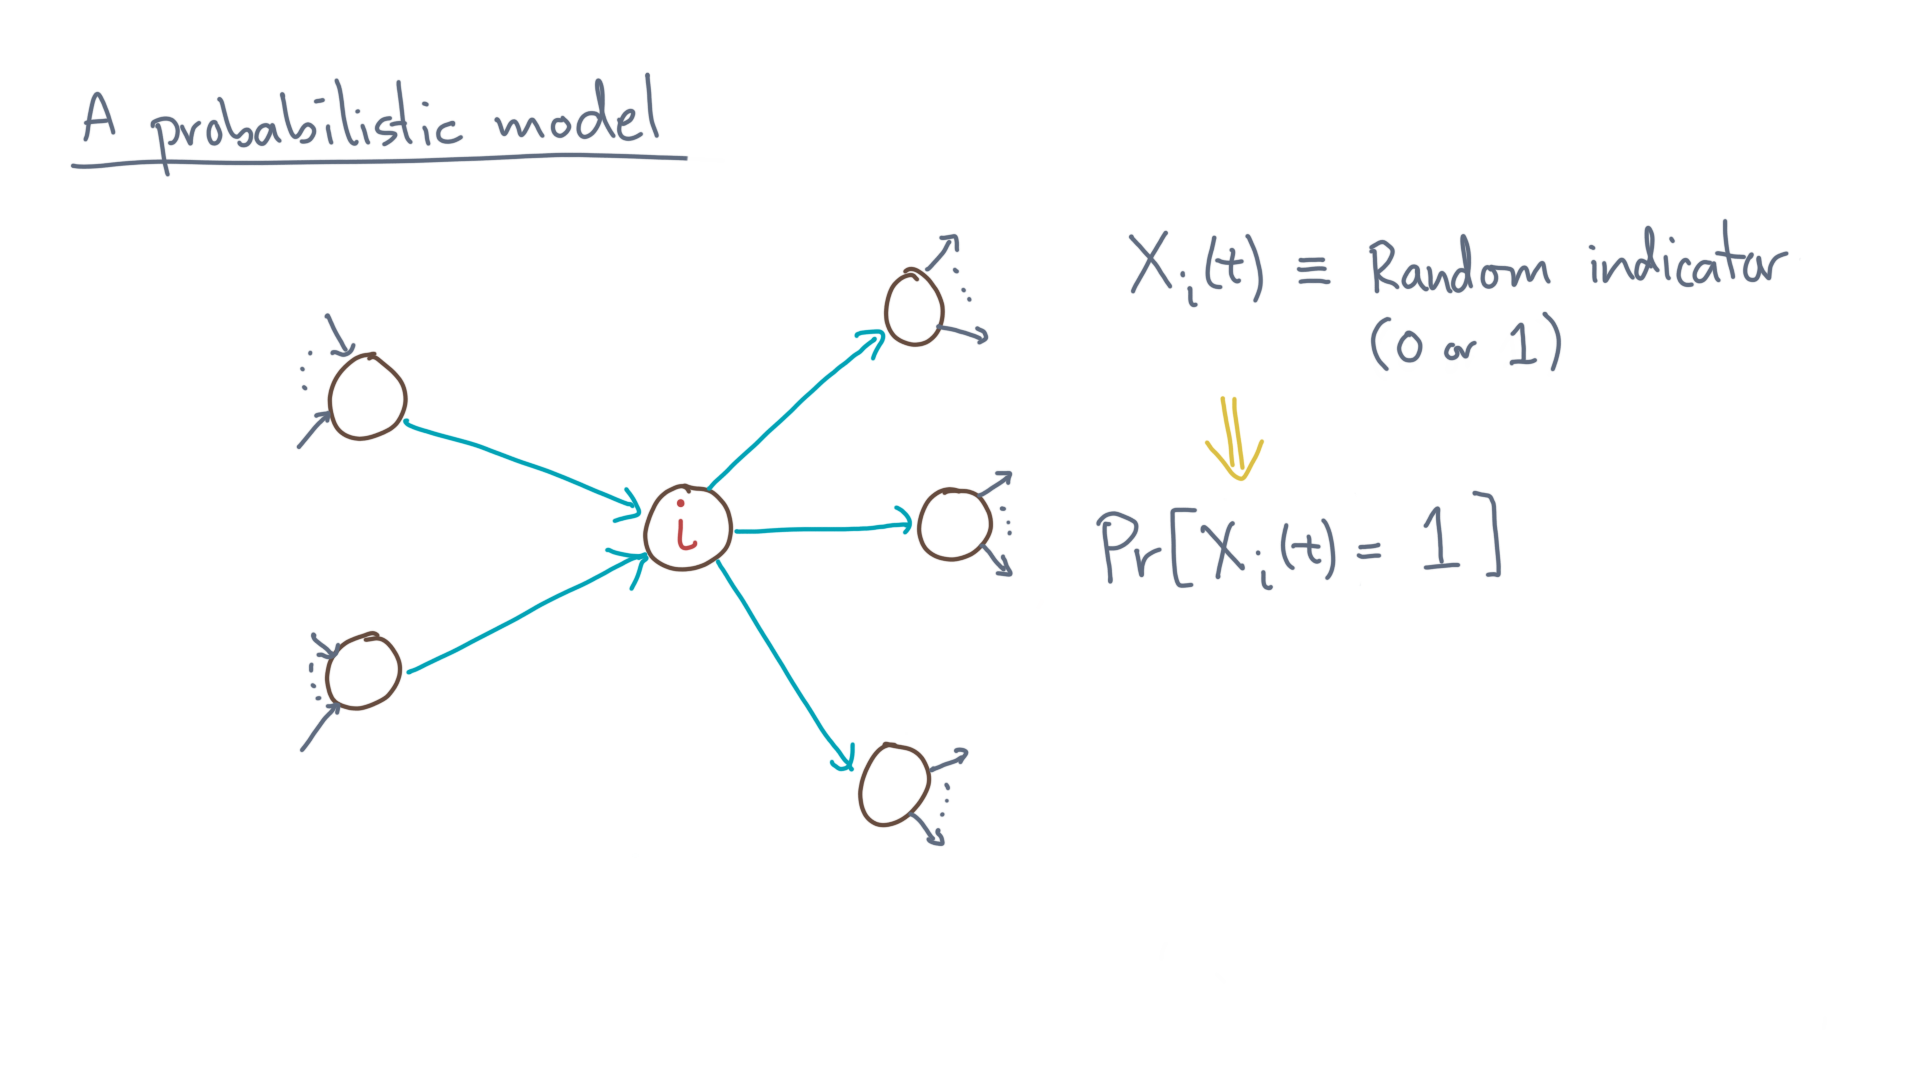 A probabilistic model
X_i(t) ≡ Random indicator
(0 or 1)
i
Pr[X_i(t) = 1]